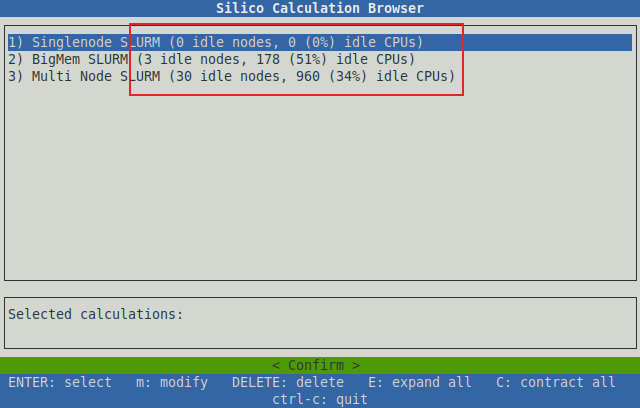 Silico Calculation Browser
1) Singlenode SLURM (0 idle nodes, 0 (0%) idle CPUs)
2) BigMem SLURM (3 idle nodes, 178 (51%) idle CPUs)
3) Multi Node SLURM (30 idle nodes, 960 (34%) idle CPUs)
Selected calculations:
< Confirm >
ENTER: select m: modify DELETE: delete E: expand all C: contract all
ctrl-c: quit